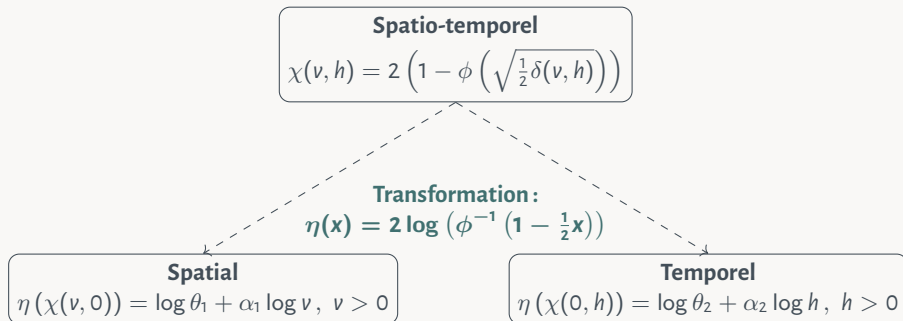 Spatio-temporel
χ(v, h) = 2 (1 − ϕ (√(½δ(v, h))))
Transformation :
η(x) = 2 log (ϕ⁻¹ (1 − ½x))
Spatial
η (χ(v, 0)) = log θ₁ + α₁ log v , v > 0
Temporel
η (χ(0, h)) = log θ₂ + α₂ log h , h > 0